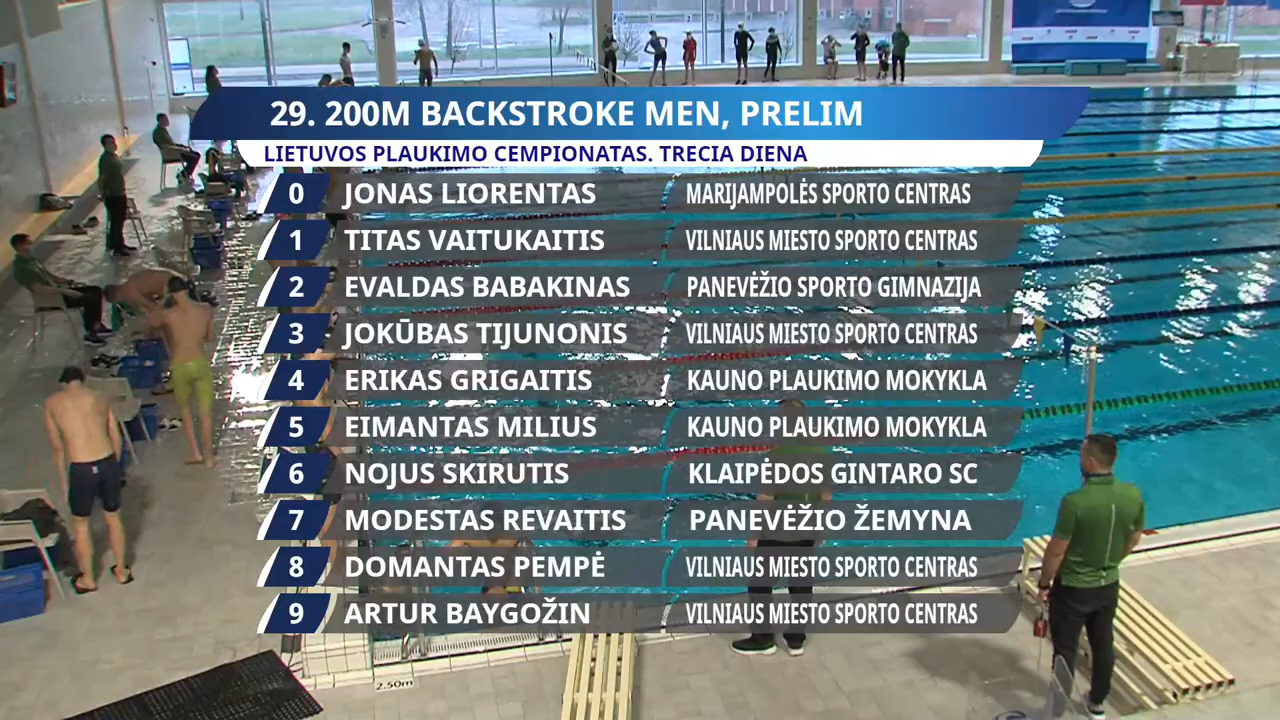 29. 200M BACKSTROKE MEN, PRELIM
LIETUVOS PLAUKIMO CEMPIONATAS. TRECIA DIENA
0 JONAS LIORENTAS MARIJAMPOLĖS SPORTO CENTRAS
1 TITAS VAITUKAITIS VILNIAUS MIESTO SPORTO CENTRAS
2 EVALDAS BABAKINAS PANEVĖŽIO SPORTO GIMNAZIJA
3 JOKŪBAS TIJUNONIS VILNIAUS MIESTO SPORTO CENTRAS
4 ERIKAS GRIGAITIS KAUNO PLAUKIMO MOKYKLA
5 EIMANTAS MILIUS KAUNO PLAUKIMO MOKYKLA
6 NOJUS SKIRUTIS KLAIPĖDOS GINTARO SC
7 MODESTAS REVAITIS PANEVĖŽIO ŽEMYNA
8 DOMANTAS PEMPĖ VILNIAUS MIESTO SPORTO CENTRAS
9 ARTUR BAYGOŽIN VILNIAUS MIESTO SPORTO CENTRAS
2.50m